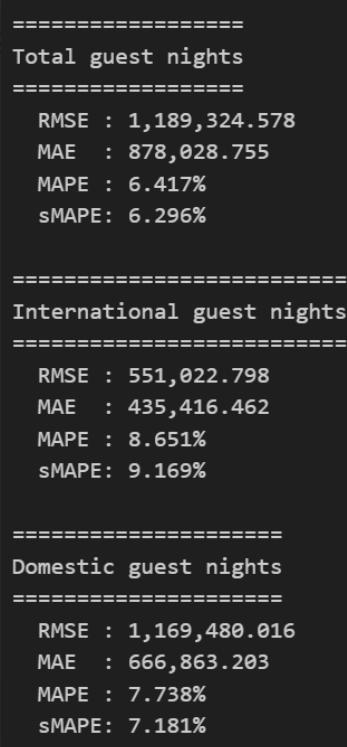 ==================
Total guest nights
==================
RMSE : 1,189,324.578
MAE  : 878,028.755
MAPE : 6.417%
sMAPE: 6.296%
==========================
International guest nights
==========================
RMSE : 551,022.798
MAE  : 435,416.462
MAPE : 8.651%
sMAPE: 9.169%
=====================
Domestic guest nights
=====================
RMSE : 1,169,480.016
MAE  : 666,863.203
MAPE : 7.738%
sMAPE: 7.181%